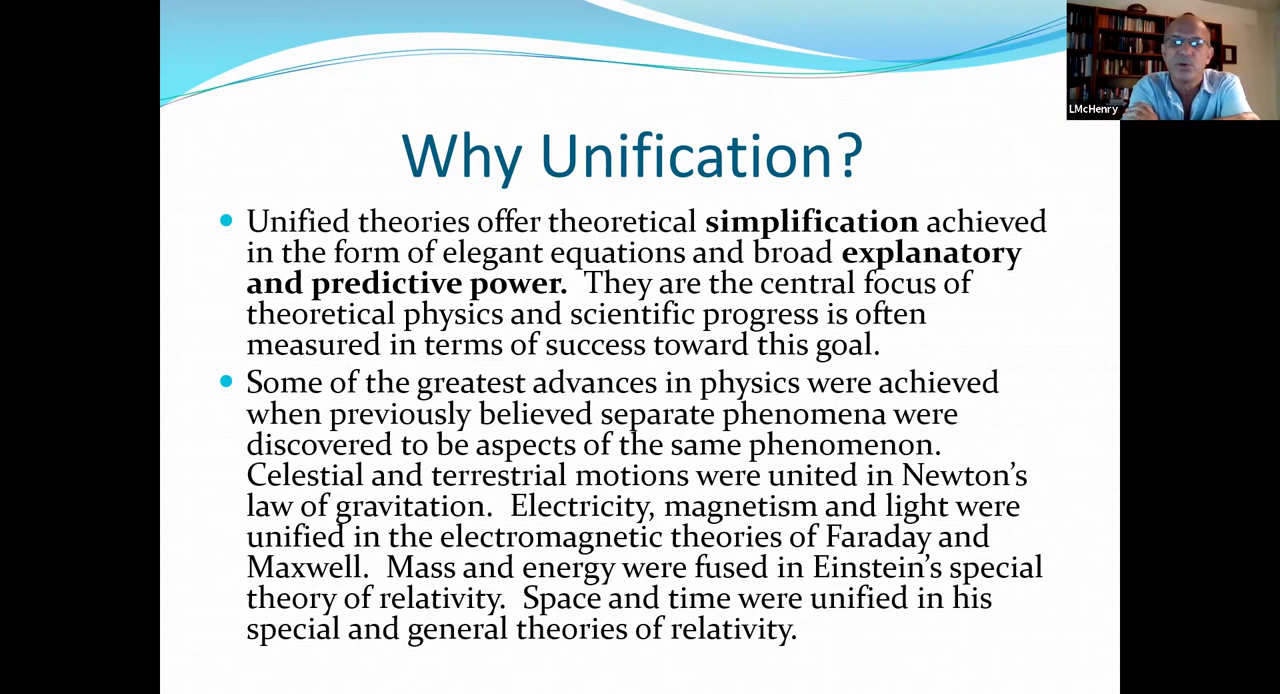 LMcHenry
Why Unification?
• Unified theories offer theoretical simplification achieved
in the form of elegant equations and broad explanatory
and predictive power.  They are the central focus of
theoretical physics and scientific progress is often
measured in terms of success toward this goal.
• Some of the greatest advances in physics were achieved
when previously believed separate phenomena were
discovered to be aspects of the same phenomenon.
Celestial and terrestrial motions were united in Newton’s
law of gravitation.  Electricity, magnetism and light were
unified in the electromagnetic theories of Faraday and
Maxwell.  Mass and energy were fused in Einstein’s special
theory of relativity.  Space and time were unified in his
special and general theories of relativity.